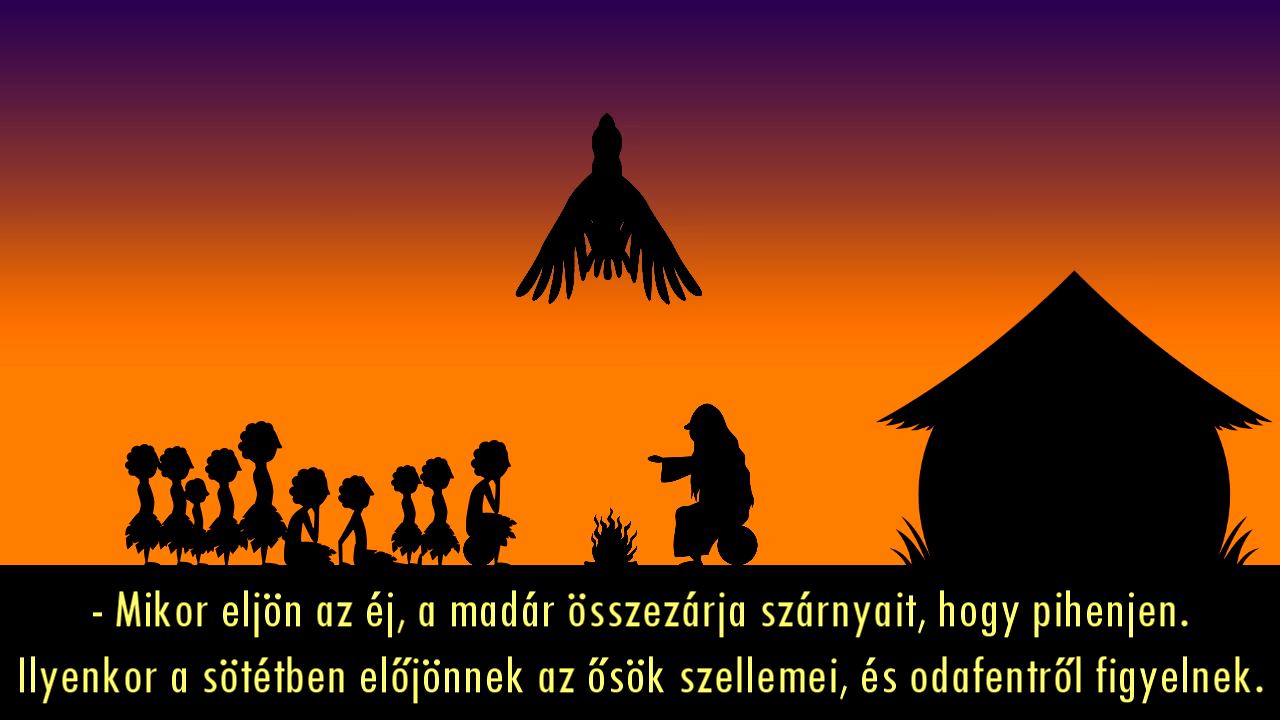 - Mikor eljön az éj, a madár összezárja szárnyait, hogy pihenjen.
Ilyenkor a sötétben előjönnek az ősök szellemei, és odafentről figyelnek.